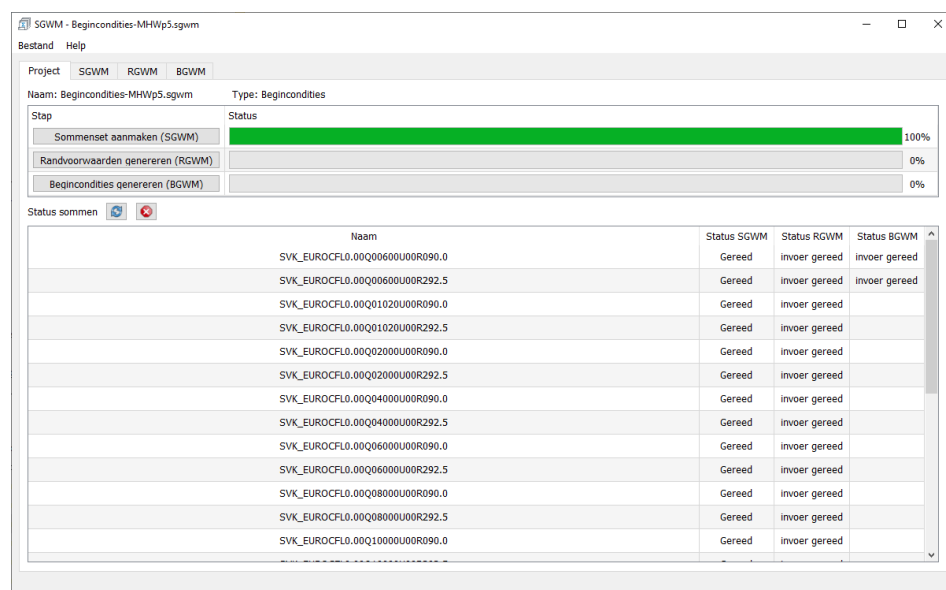 SGWM - Begincondities-MHWp5.sgwm
Bestand Help
Project SGWM RGWM BGWM
Naam: Begincondities-MHWp5.sgwm Type: Begincondities
Stap Status
Sommenset aanmaken (SGWM) 100%
Randvoorwaarden genereren (RGWM) 0%
Begincondities genereren (BGWM) 0%
Status sommen
Naam Status SGWM Status RGWM Status BGWM
SVK_EUROCFL0.00Q00600U00R090.0 Gereed invoer gereed invoer gereed
SVK_EUROCFL0.00Q00600U00R292.5 Gereed invoer gereed invoer gereed
SVK_EUROCFL0.00Q01020U00R090.0 Gereed invoer gereed
SVK_EUROCFL0.00Q01020U00R292.5 Gereed invoer gereed
SVK_EUROCFL0.00Q02000U00R090.0 Gereed invoer gereed
SVK_EUROCFL0.00Q02000U00R292.5 Gereed invoer gereed
SVK_EUROCFL0.00Q04000U00R090.0 Gereed invoer gereed
SVK_EUROCFL0.00Q04000U00R292.5 Gereed invoer gereed
SVK_EUROCFL0.00Q06000U00R090.0 Gereed invoer gereed
SVK_EUROCFL0.00Q06000U00R292.5 Gereed invoer gereed
SVK_EUROCFL0.00Q08000U00R090.0 Gereed invoer gereed
SVK_EUROCFL0.00Q08000U00R292.5 Gereed invoer gereed
SVK_EUROCFL0.00Q10000U00R090.0 Gereed invoer gereed